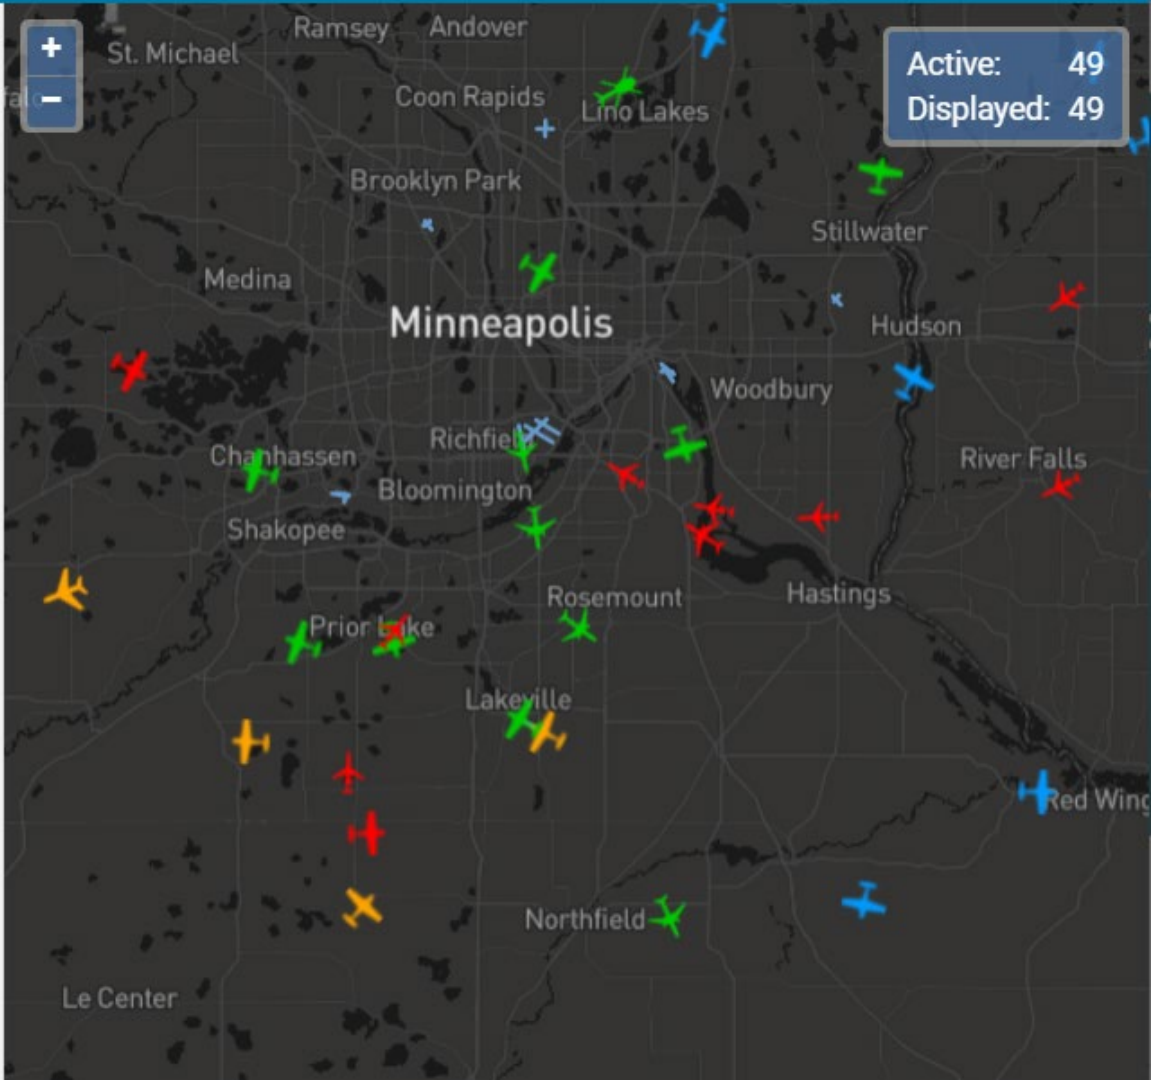 +
−
Ramsey
Andover
St. Michael
Active: 49
Displayed: 49
Coon Rapids
Lino Lakes
Brooklyn Park
Stillwater
Medina
Minneapolis
Hudson
Woodbury
Richfiel
Chanhassen
River Falls
Bloomington
Shakopee
Hastings
Rosemount
Prior Lake
Lakeville
Red Wing
Northfield
Le Center